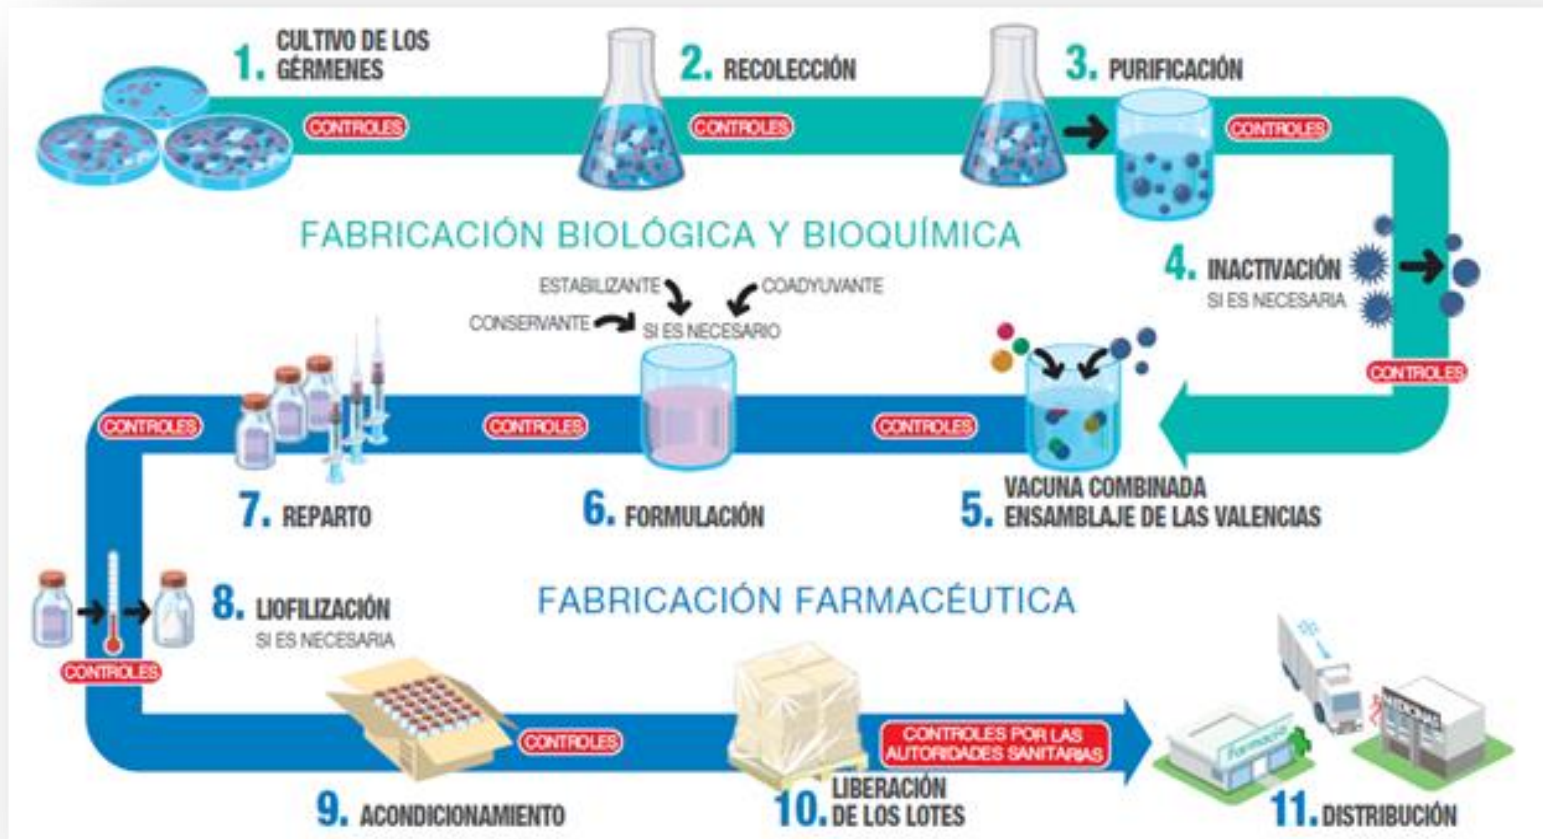 1. CULTIVO DE LOS
GÉRMENES
CONTROLES
2. RECOLECCIÓN
CONTROLES
3. PURIFICACIÓN
CONTROLES
FABRICACIÓN BIOLÓGICA Y BIOQUÍMICA
4. INACTIVACIÓN
SI ES NECESARIA
CONTROLES
ESTABILIZANTE
COADYUVANTE
CONSERVANTE
SI ES NECESARIO
CONTROLES
5. VACUNA COMBINADA
ENSAMBLAJE DE LAS VALENCIAS
CONTROLES
6. FORMULACIÓN
CONTROLES
7. REPARTO
FABRICACIÓN FARMACÉUTICA
8. LIOFILIZACIÓN
SI ES NECESARIA
CONTROLES
9. ACONDICIONAMIENTO
CONTROLES
10. LIBERACIÓN
DE LOS LOTES
CONTROLES POR LAS
AUTORIDADES SANITARIAS
Farmacia
11. DISTRIBUCIÓN